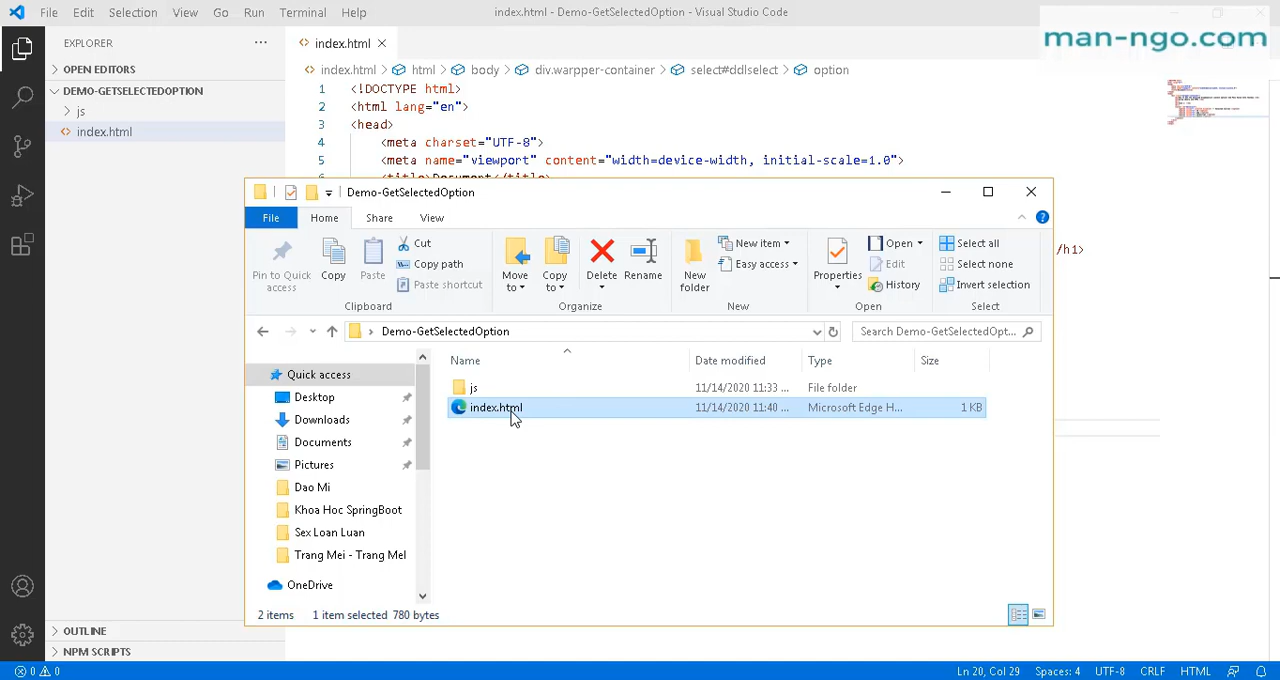 File Edit Selection View Go Run Terminal Help
index.html - Demo-GetSelectedOption - Visual Studio Code
man-ngo.com
EXPLORER
OPEN EDITORS
DEMO-GETSELECTEDOPTION
js
index.html
index.html
index.html html body div.warpper-container select#ddlselect option
1 <!DOCTYPE html>
2 <html lang="en">
3 <head>
4 <meta charset="UTF-8">
5 <meta name="viewport" content="width=device-width, initial-scale=1.0">
6 <title>Document</title>
/h1>
Demo-GetSelectedOption
File Home Share View
Pin to Quick access
Copy
Paste
Cut
Copy path
Paste shortcut
Clipboard
Move to
Copy to
Delete
Rename
Organize
New folder
New item
Easy access
New
Properties
Open
Edit
History
Open
Select all
Select none
Invert selection
Select
Demo-GetSelectedOption
Search Demo-GetSelectedOpt...
Name Date modified Type Size
js 11/14/2020 11:33 ... File folder
index.html 11/14/2020 11:40 ... Microsoft Edge H... 1 KB
Quick access
Desktop
Downloads
Documents
Pictures
Dao Mi
Khoa Hoc SpringBoot
Sex Loan Luan
Trang Mei - Trang Mel
OneDrive
2 items 1 item selected 780 bytes
OUTLINE
NPM SCRIPTS
0 0
Ln 20, Col 29 Spaces: 4 UTF-8 CRLF HTML